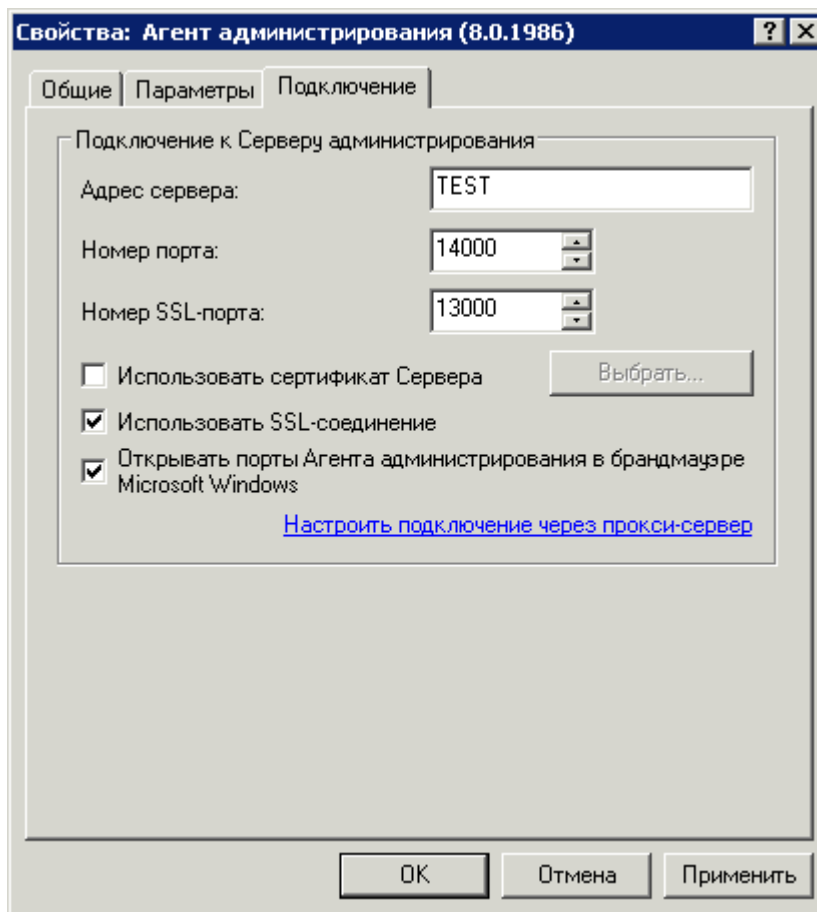 Свойства: Агент администрирования (8.0.1986)
Общие Параметры Подключение
Подключение к Серверу администрирования
Адрес сервера: TEST
Номер порта: 14000
Номер SSL-порта: 13000
Использовать сертификат Сервера Выбрать...
Использовать SSL-соединение
Открывать порты Агента администрирования в брандмауэре
Microsoft Windows
Настроить подключение через прокси-сервер
OK Отмена Применить